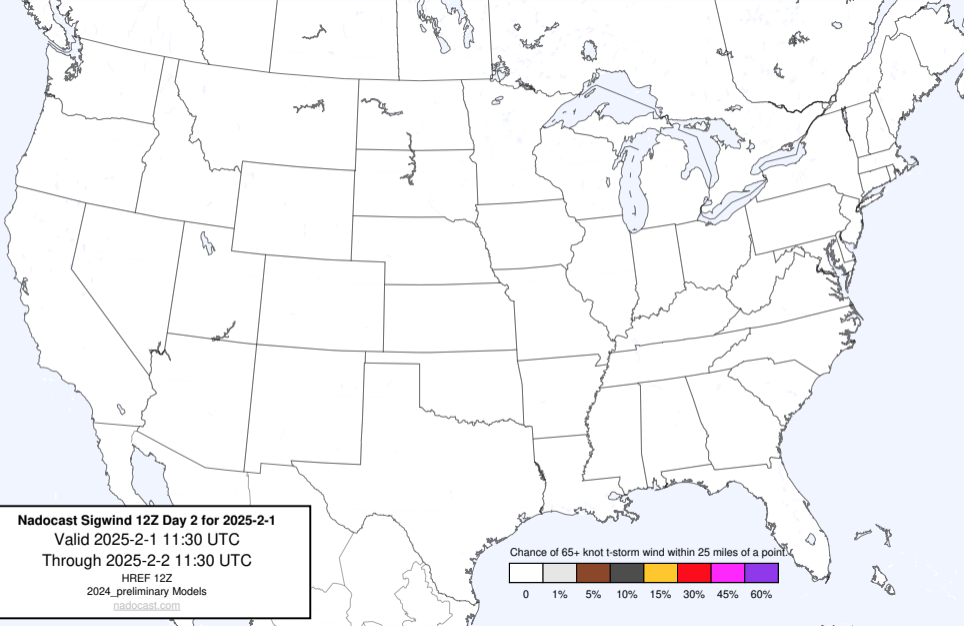 Nadocast Sigwind 12Z Day 2 for 2025-2-1
Valid 2025-2-1 11:30 UTC
Through 2025-2-2 11:30 UTC
HREF 12Z
2024_preliminary Models
nadocast.com
Chance of 65+ knot t-storm wind within 25 miles of a point.
0 1% 5% 10% 15% 30% 45% 60%